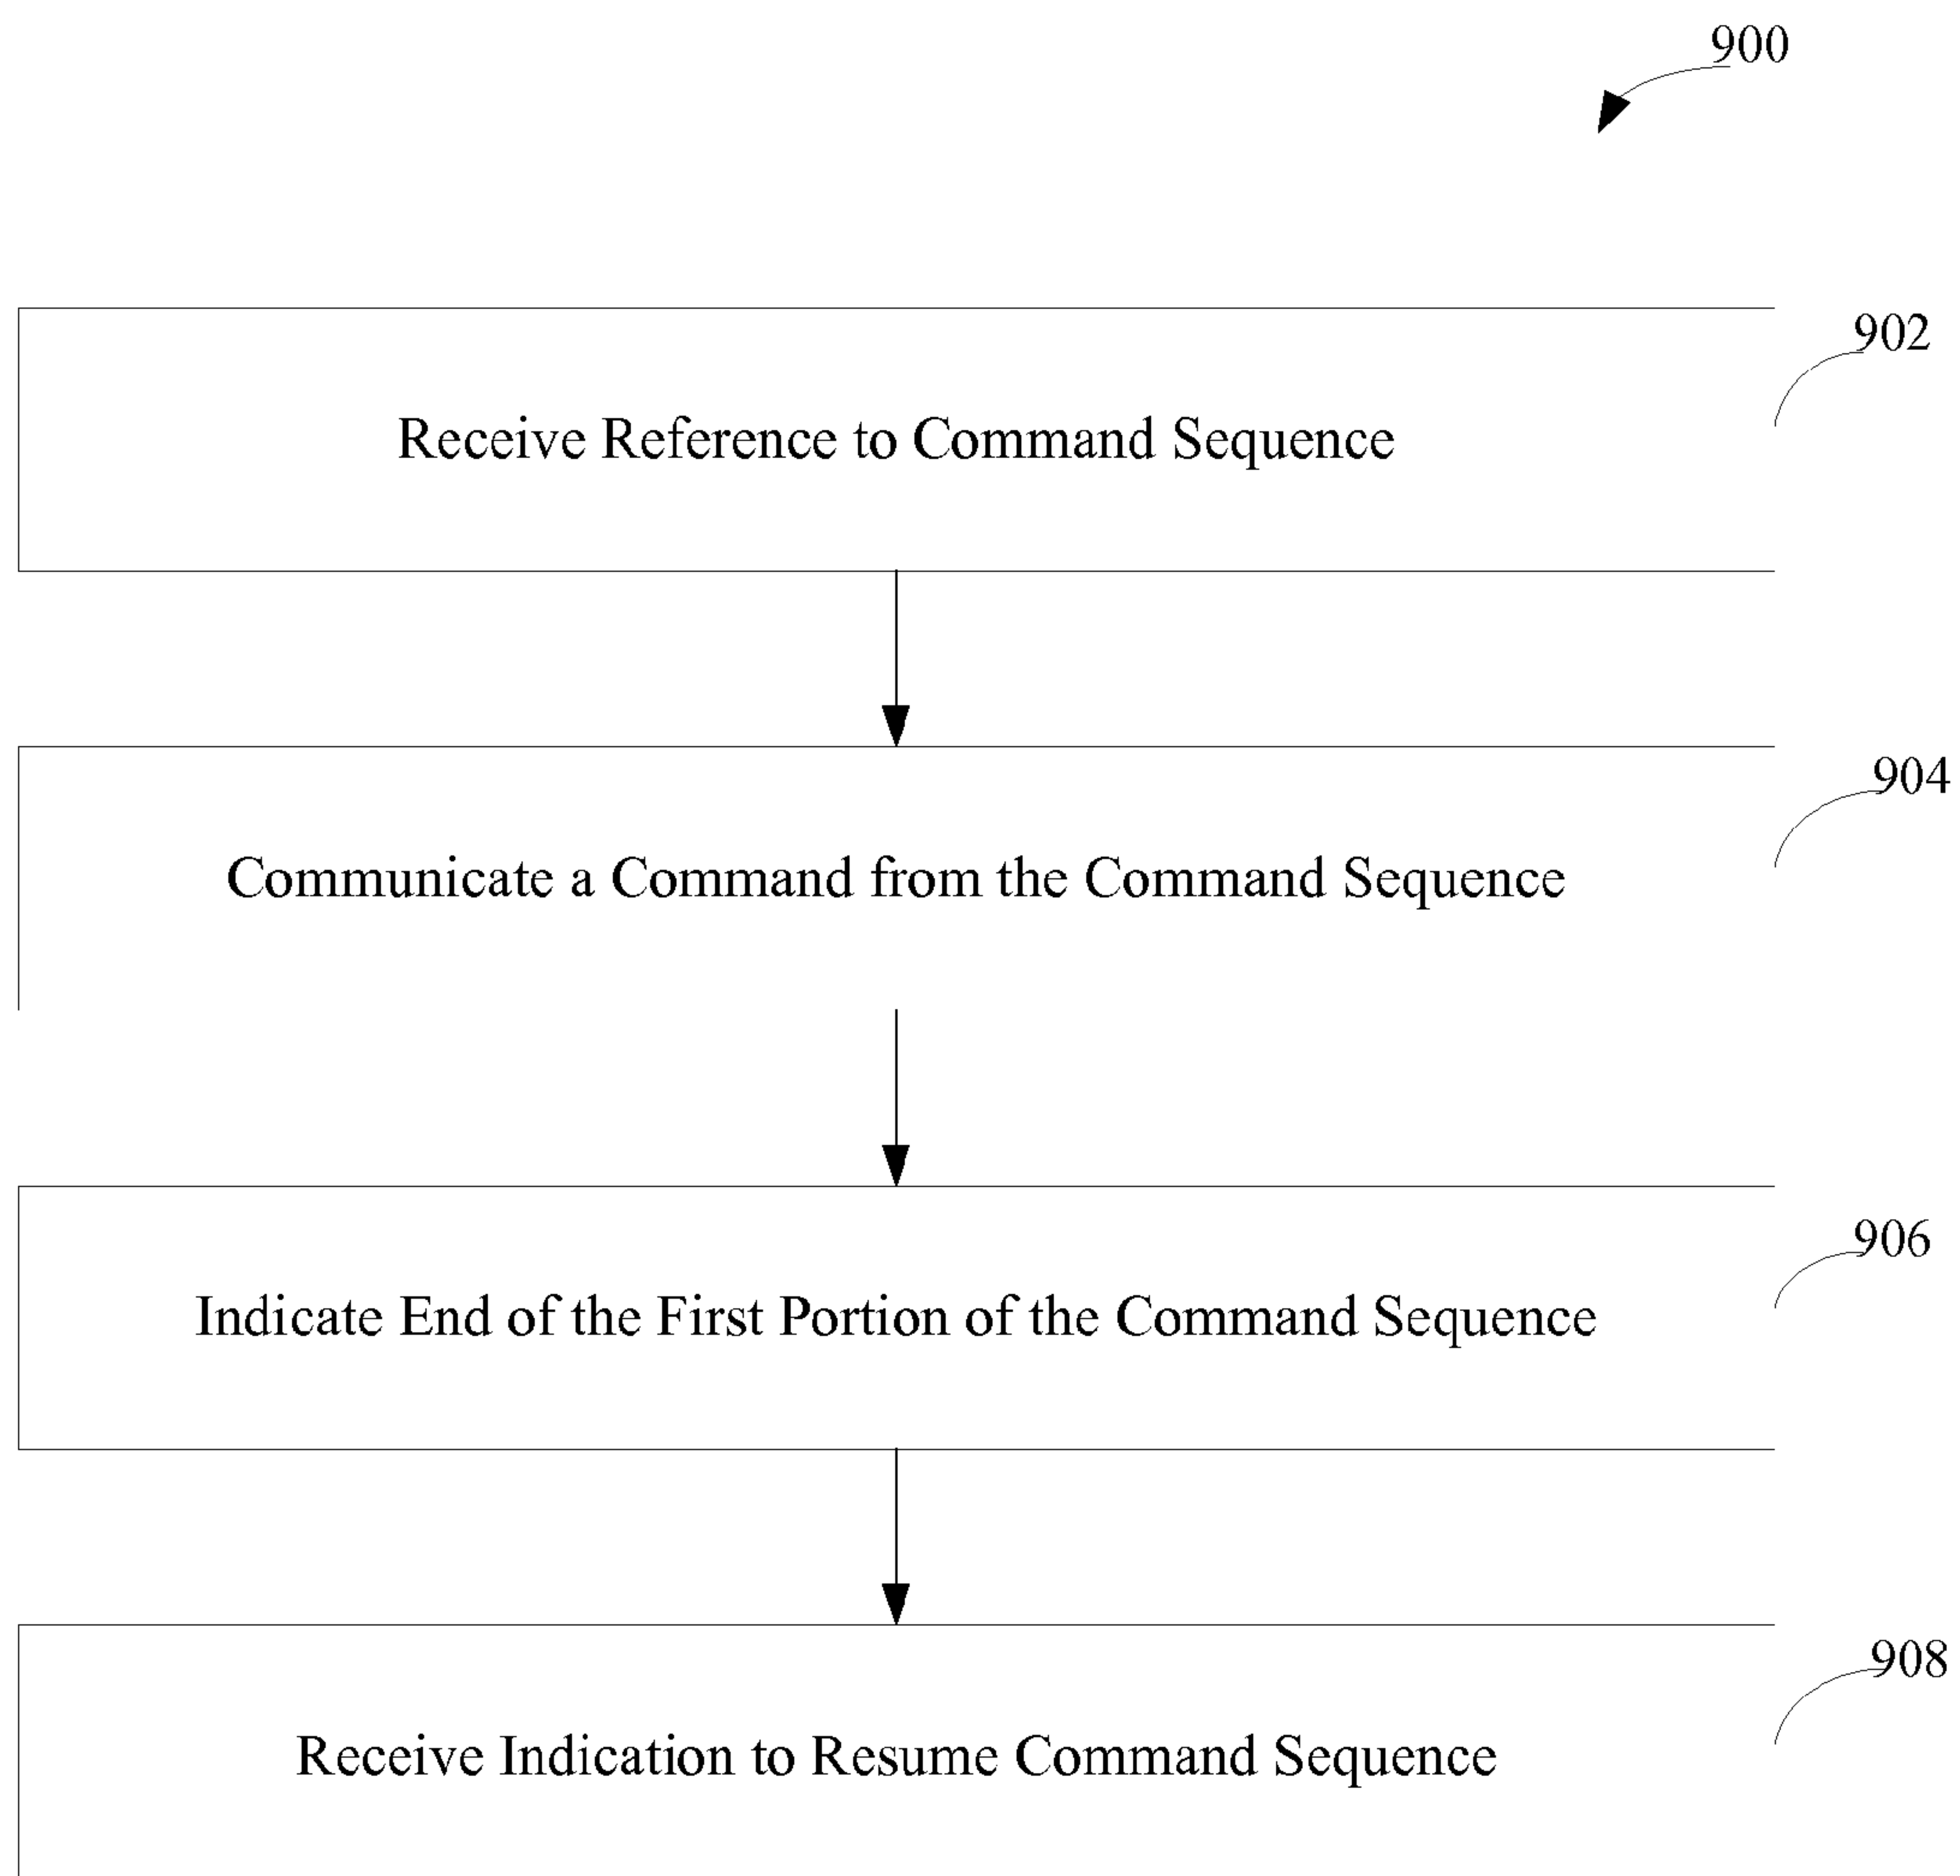 900
902
Receive Reference to Command Sequence
904
Communicate a Command from the Command Sequence
906
Indicate End of the First Portion of the Command Sequence
908
Receive Indication to Resume Command Sequence